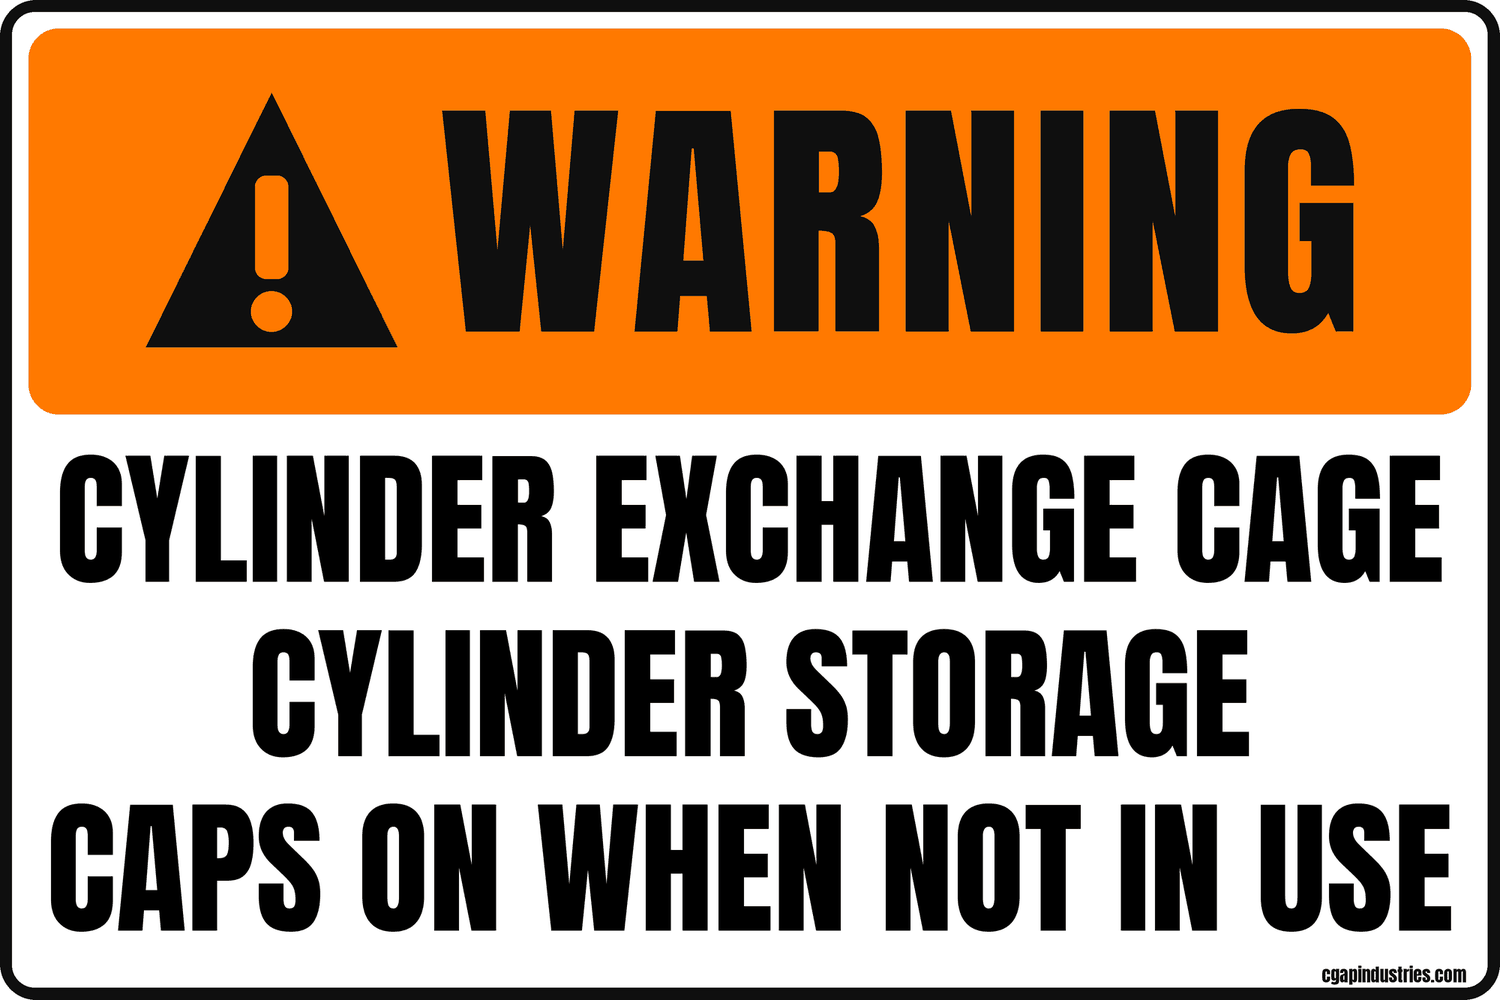 WARNING
CYLINDER EXCHANGE CAGE
CYLINDER STORAGE
CAPS ON WHEN NOT IN USE
cgapindustries.com